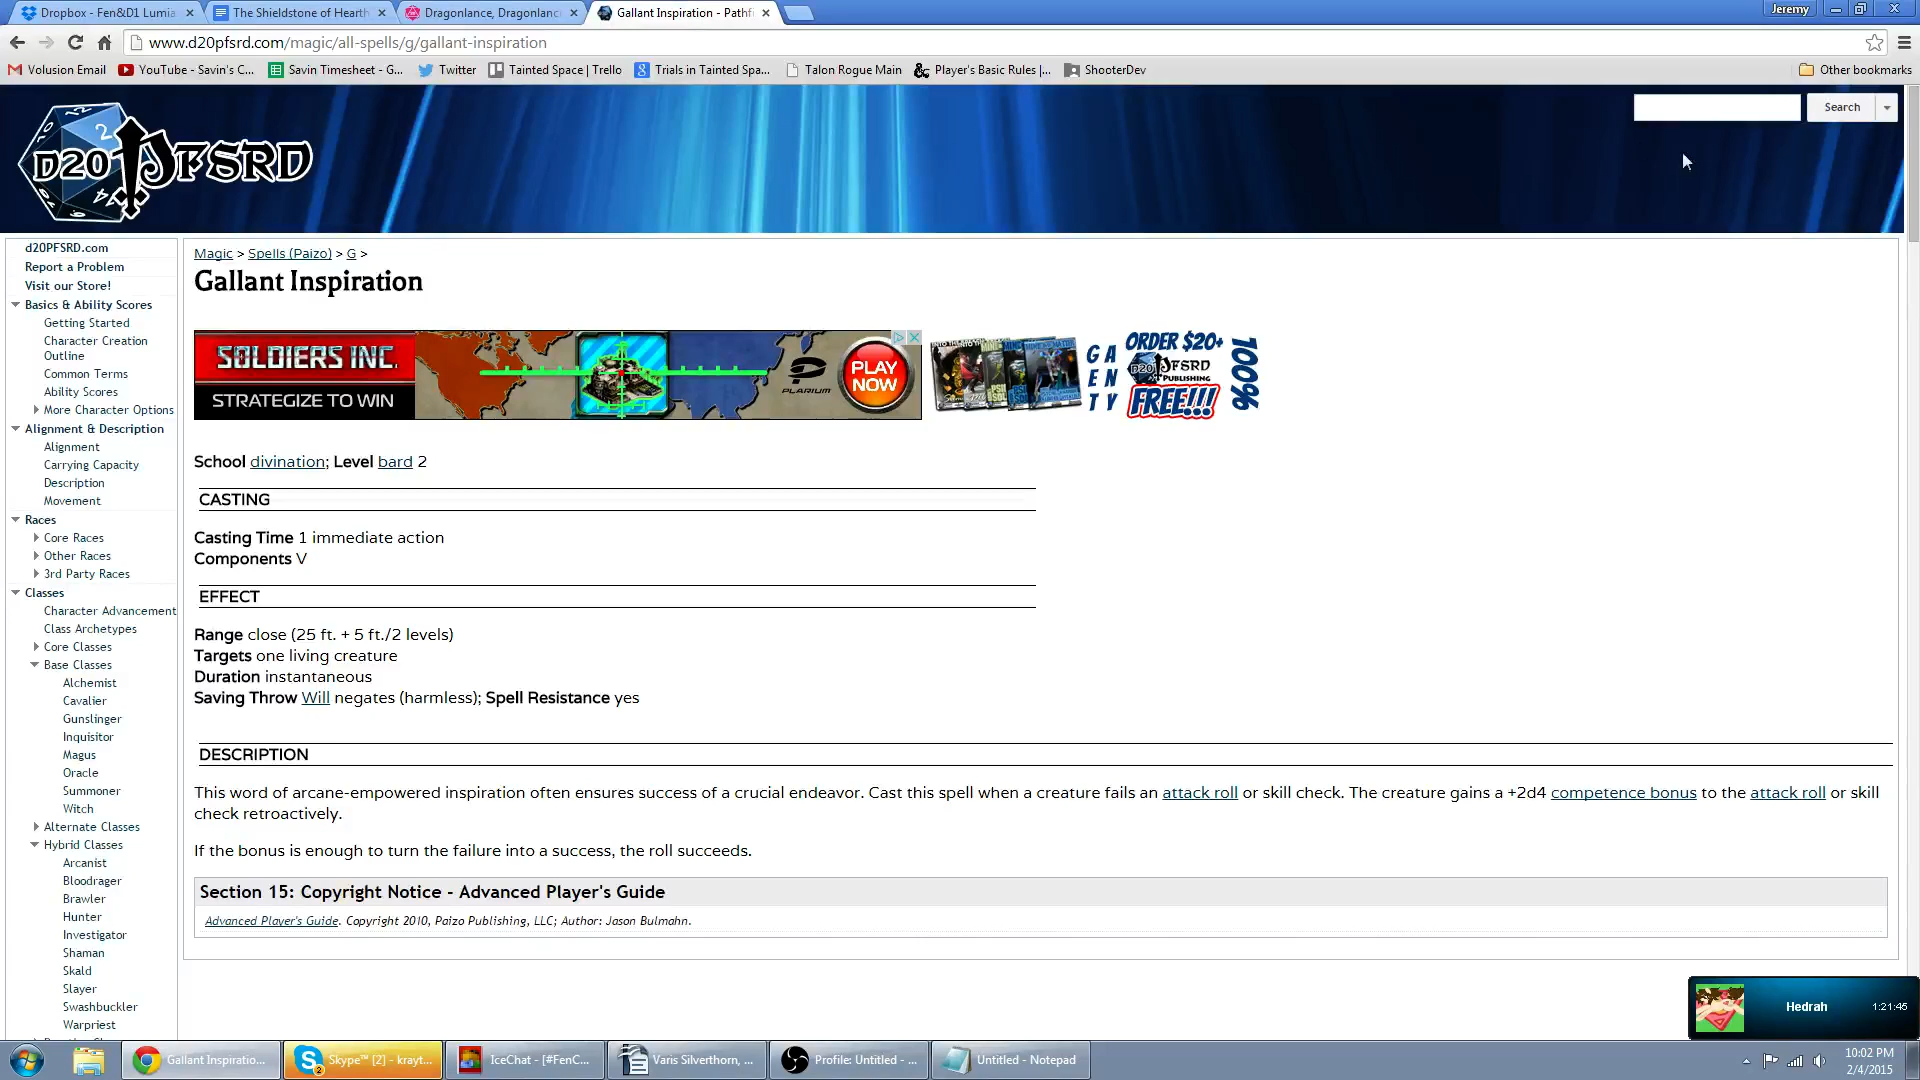 Dropbox - Fen&D1 Lumia
The Shieldstone of Hearth
Dragonlance, Dragonlanc
Gallant Inspiration - Pathfi
Jeremy
www.d20pfsrd.com/magic/all-spells/g/gallant-inspiration
Volusion Email
YouTube - Savin's C...
Savin Timesheet - G...
Twitter
Tainted Space | Trello
Trials in Tainted Spa...
Talon Rogue Main
Player's Basic Rules |...
ShooterDev
Other bookmarks
D20PFSRD
Search
d20PFSRD.com
Report a Problem
Visit our Store!
Basics & Ability Scores
Getting Started
Character Creation
Outline
Common Terms
Ability Scores
More Character Options
Alignment & Description
Alignment
Carrying Capacity
Description
Movement
Races
Core Races
Other Races
3rd Party Races
Classes
Character Advancement
Class Archetypes
Core Classes
Base Classes
Alchemist
Cavalier
Gunslinger
Inquisitor
Magus
Oracle
Summoner
Witch
Alternate Classes
Hybrid Classes
Arcanist
Bloodrager
Brawler
Hunter
Investigator
Shaman
Skald
Slayer
Swashbuckler
Warpriest
Magic > Spells (Paizo) > G >
Gallant Inspiration
SOLDIERS INC.
STRATEGIZE TO WIN
PLARIUM
PLAY
NOW
ORDER $20+
D20PFSRD
PUBLISHING
FREE!!!
100%
School divination; Level bard 2
CASTING
Casting Time 1 immediate action
Components V
EFFECT
Range close (25 ft. + 5 ft./2 levels)
Targets one living creature
Duration instantaneous
Saving Throw Will negates (harmless); Spell Resistance yes
DESCRIPTION
This word of arcane-empowered inspiration often ensures success of a crucial endeavor. Cast this spell when a creature fails an attack roll or skill check. The creature gains a +2d4 competence bonus to the attack roll or skill
check retroactively.
If the bonus is enough to turn the failure into a success, the roll succeeds.
Section 15: Copyright Notice - Advanced Player's Guide
Advanced Player's Guide. Copyright 2010, Paizo Publishing, LLC; Author: Jason Bulmahn.
Hedrah
1:21:45
Gallant Inspiratio...
Skype™ [2] - krayt...
IceChat - [#FenC...
Varis Silverthorn, ...
Profile: Untitled - ...
Untitled - Notepad
10:02 PM
2/4/2015